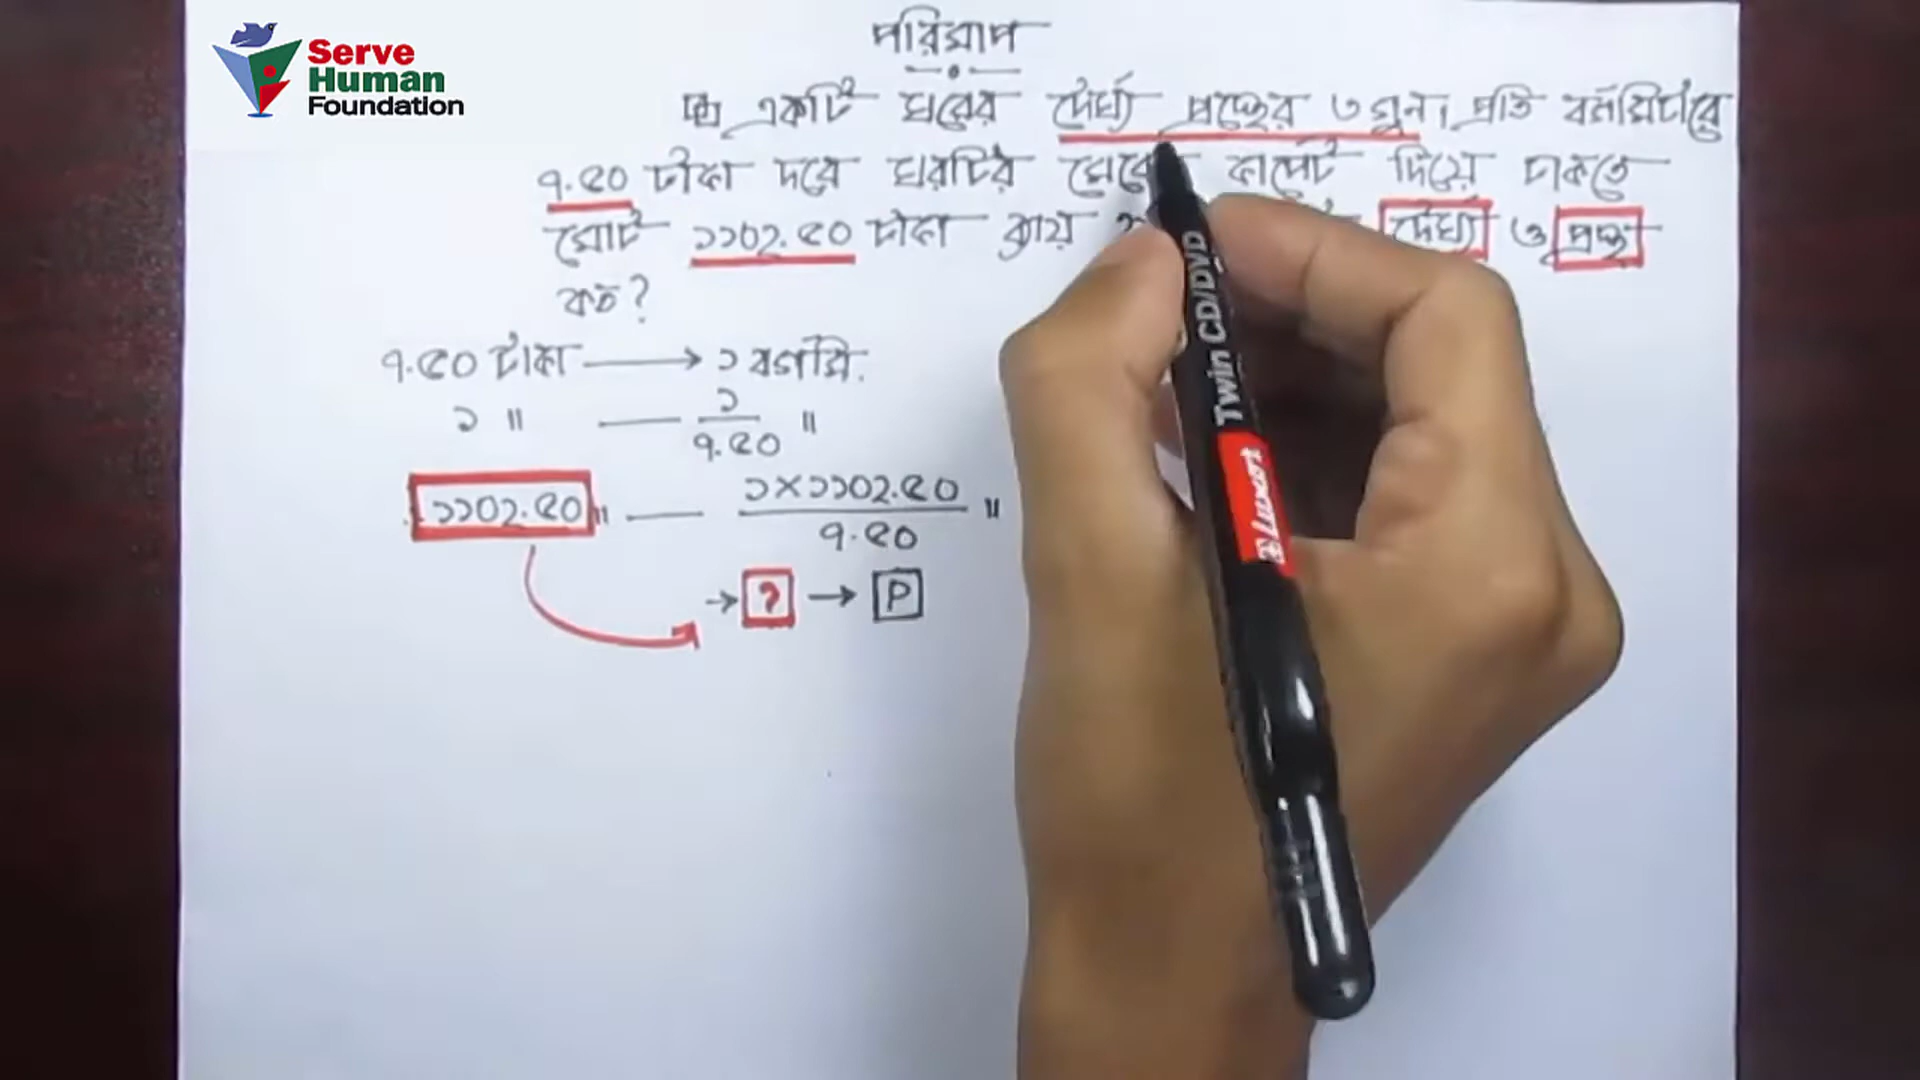 Serve
Human
Foundation
পরিমাপ
একটি ঘরের দৈর্ঘ্য প্রস্থের ৩ গুন। প্রতি বর্গমিটারে
৭.৫০ টাকা দরে ঘরটির মেঝে কার্পেট দিয়ে ঢাকতে
মোট ১১০২.৫০ টাকা ব্যয় দৈর্ঘ্য ও প্রস্থ
কত?
৭.৫০ টাকা → ১ বর্গমি.
১ " — ১/৭.৫০ "
১১০২.৫০ " — ১×১১০২.৫০/৭.৫০ "
→ ? → P
Twin CD/DVD
Luxor